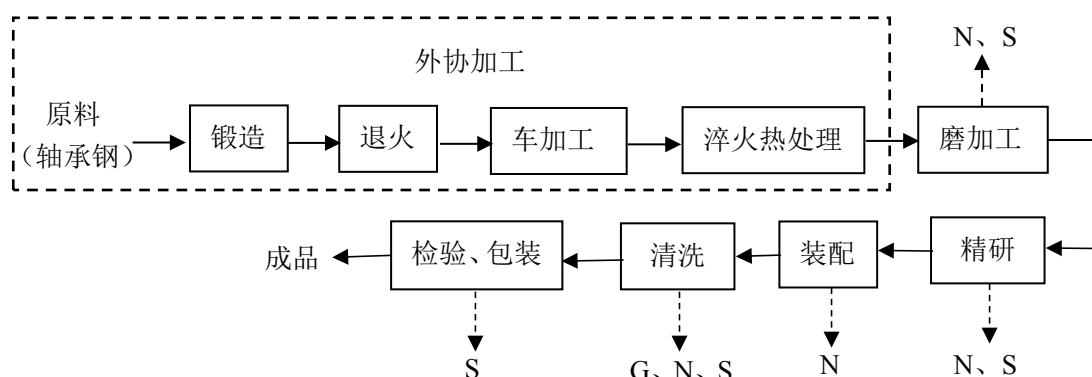 外协加工
N、S
原料
(轴承钢)
锻造
退火
车加工
淬火热处理
磨加工
成品
检验、包装
清洗
装配
精研
S
G、N、S
N
N、S